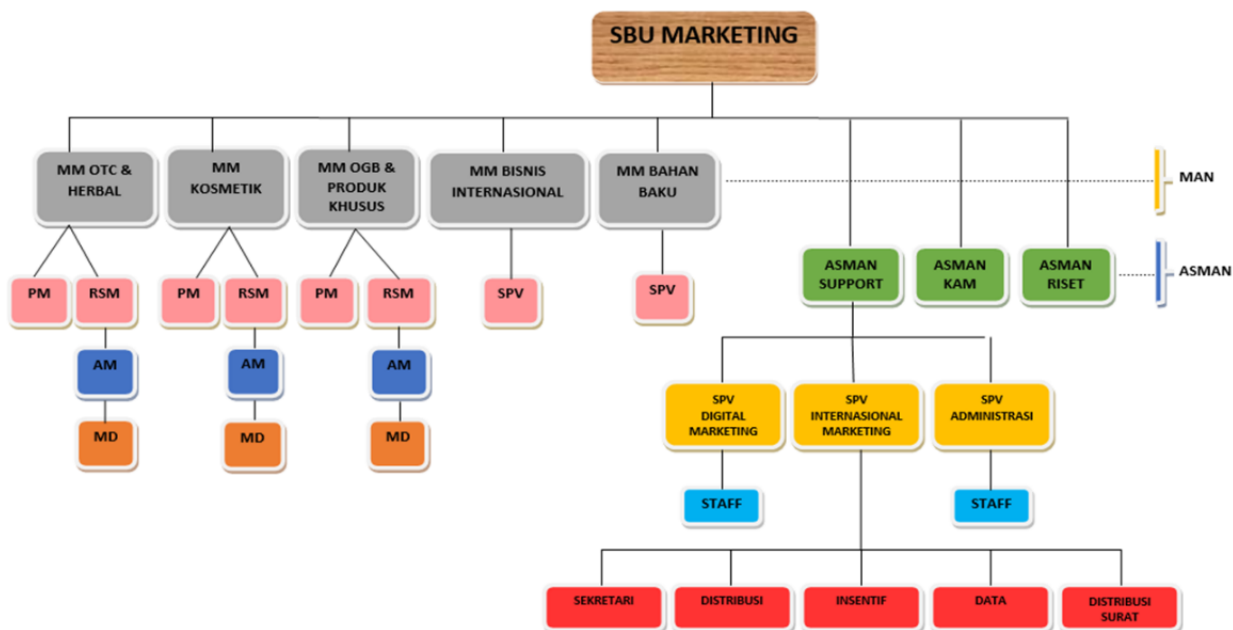 SBU MARKETING
MM OTC &
HERBAL
MM
KOSMETIK
MM OGB &
PRODUK
KHUSUS
MM BISNIS
INTERNASIONAL
MM BAHAN
BAKU
MAN
PM
RSM
PM
RSM
PM
RSM
SPV
SPV
ASMAN
SUPPORT
ASMAN
KAM
ASMAN
RISET
ASMAN
AM
AM
AM
MD
MD
MD
SPV
DIGITAL
MARKETING
SPV
INTERNASIONAL
MARKETING
SPV
ADMINISTRASI
STAFF
STAFF
SEKRETARI
DISTRIBUSI
INSENTIF
DATA
DISTRIBUSI
SURAT